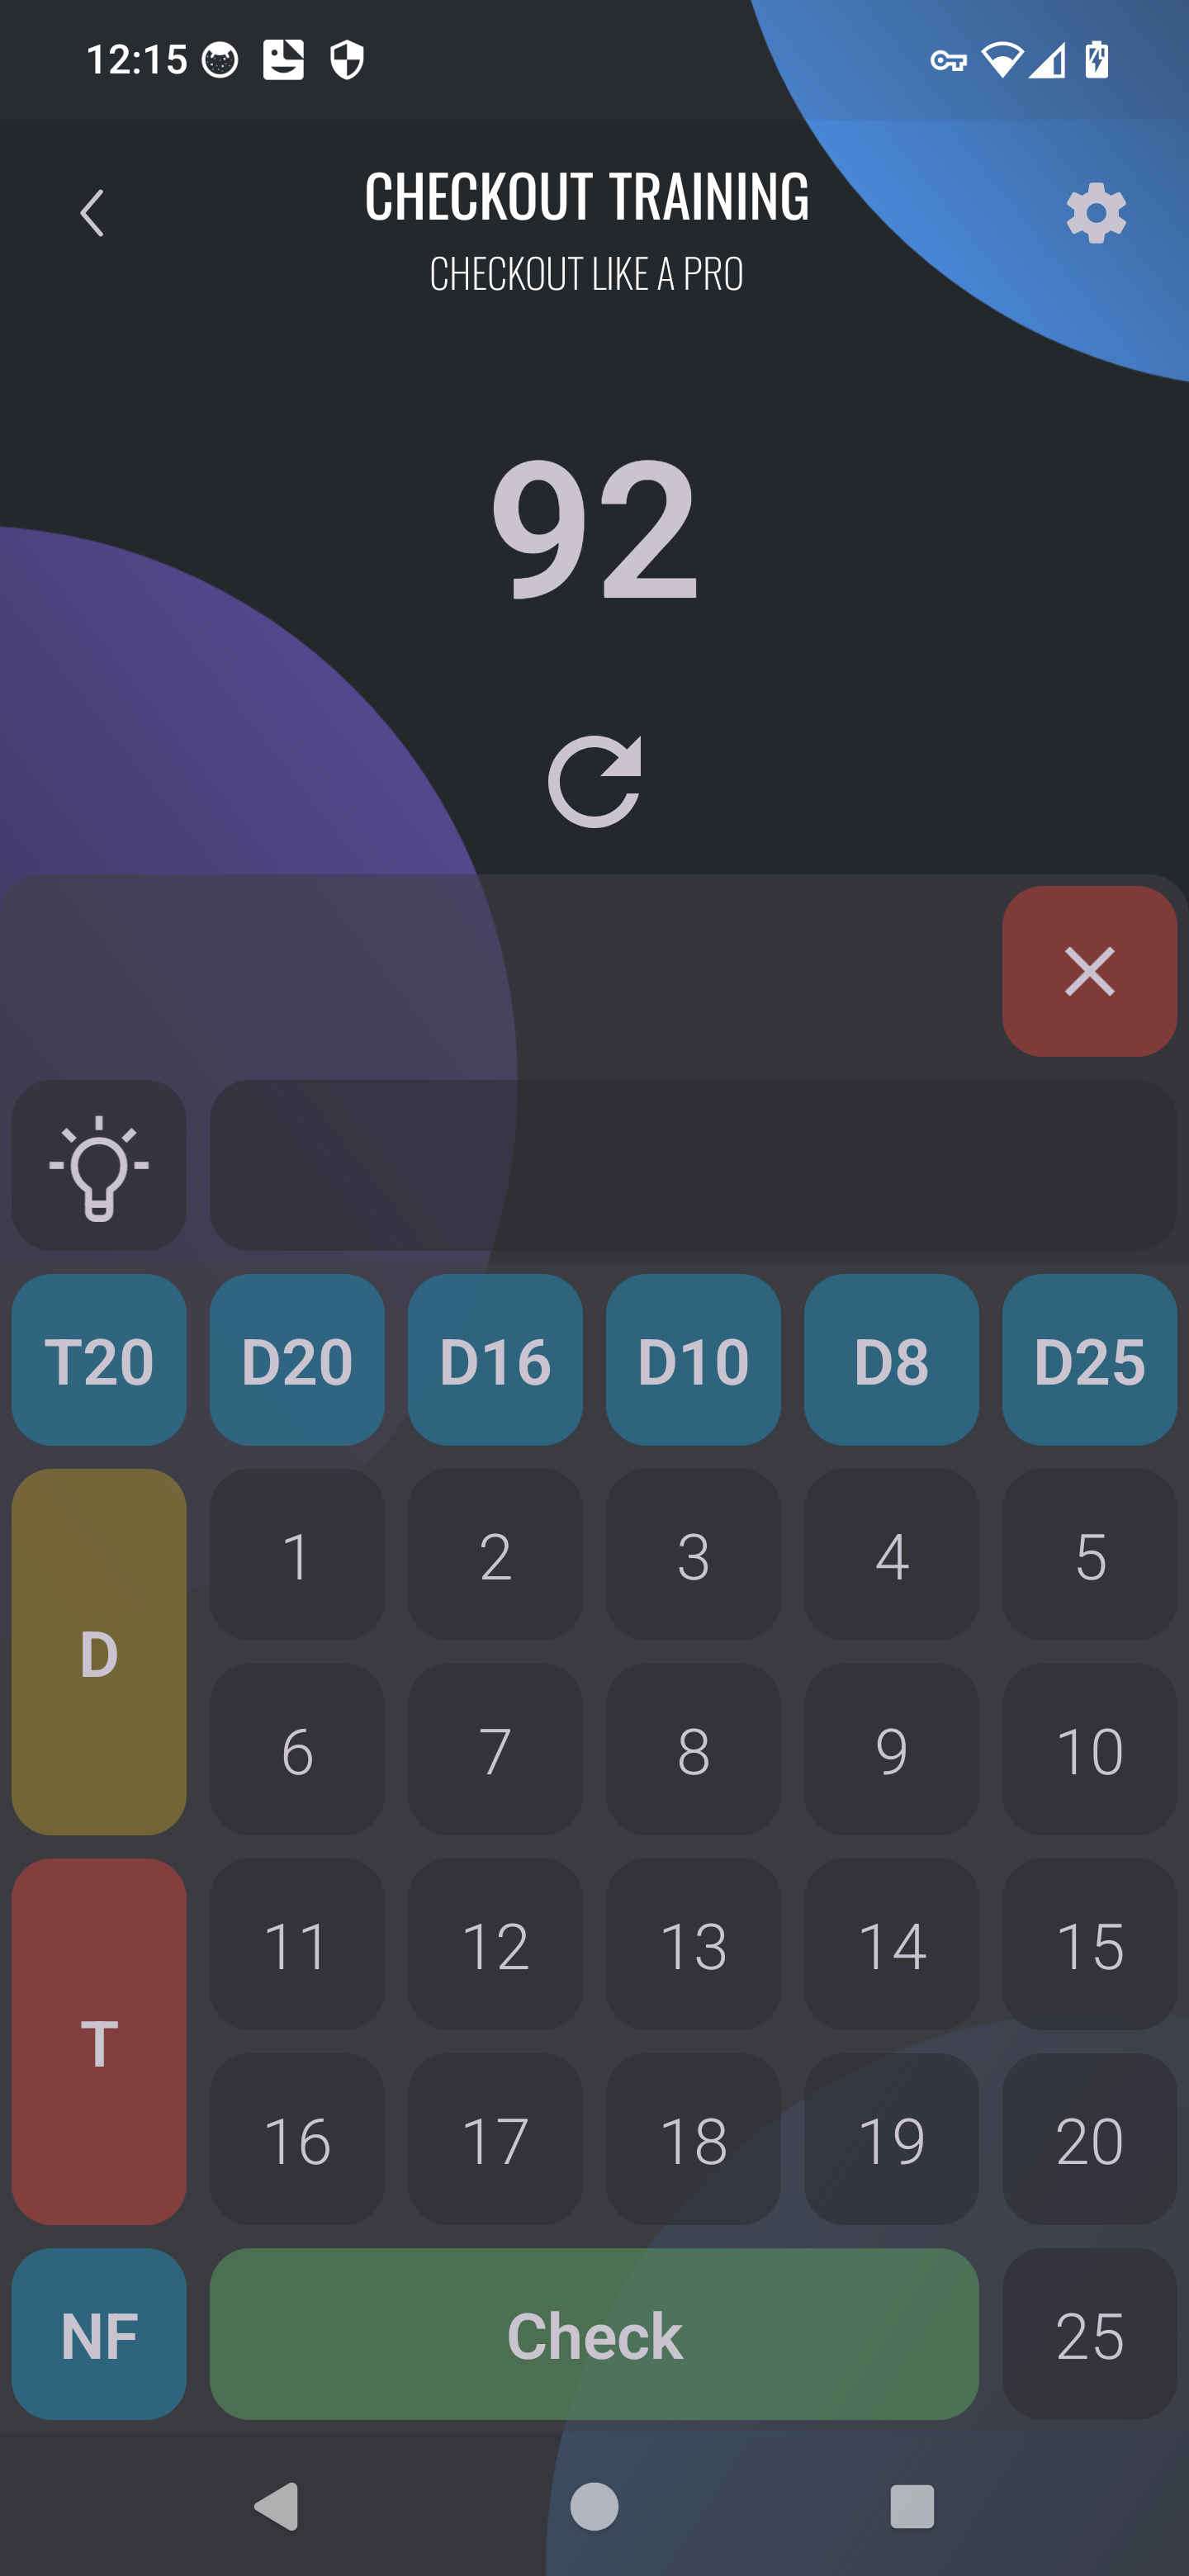 12:15
CHECKOUT TRAINING
CHECKOUT LIKE A PRO
92
T20 D20 D16 D10 D8 D25
D
1 2 3 4 5
6 7 8 9 10
T
11 12 13 14 15
16 17 18 19 20
NF Check 25